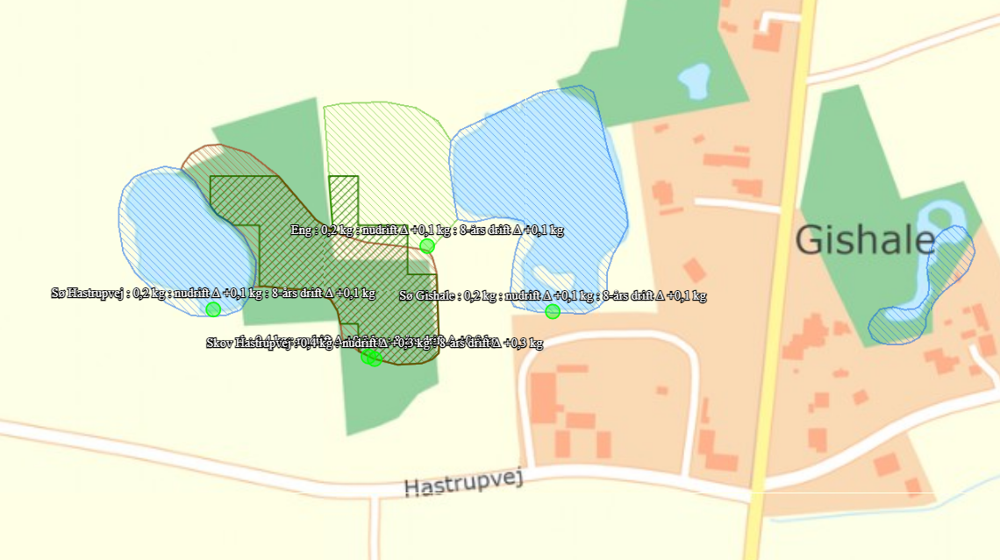 Gishale
Eng : 0,2 kg : nudrift Δ +0,1 kg : 8-års drift Δ +0,1 kg
Sø Hastrupvej : 0,2 kg : nudrift Δ +0,1 kg : 8-års drift Δ +0,1 kg
Sø Gishale : 0,2 kg : nudrift Δ +0,1 kg : 8-års drift Δ +0,1 kg
Skov Hastrupvej : 0,4 kg : nudrift Δ +0,3 kg : 8-års drift Δ +0,3 kg
Hastrupvej